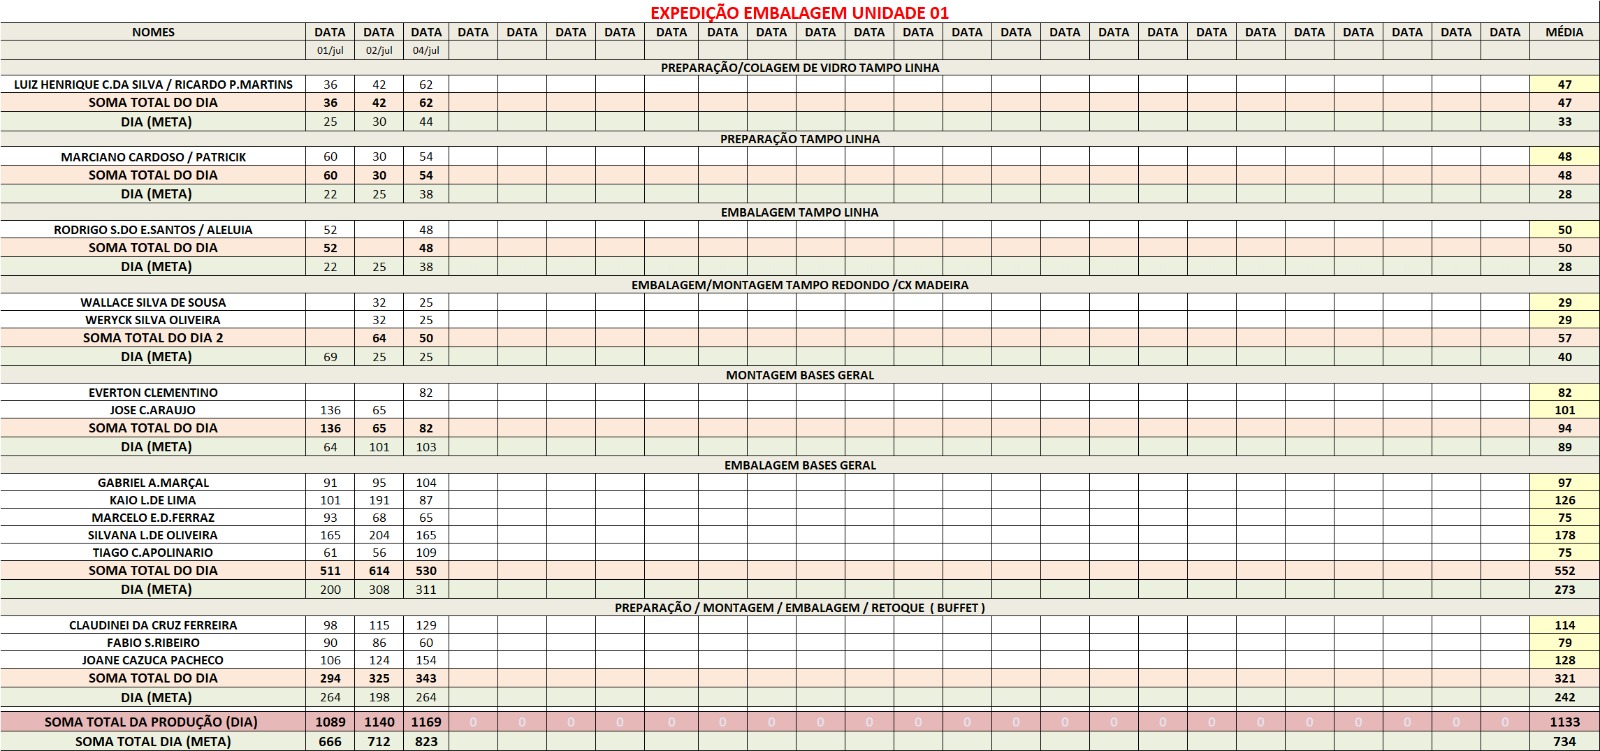 EXPEDIÇÃO EMBALAGEM UNIDADE 01
NOMES DATA DATA DATA DATA DATA DATA DATA DATA DATA DATA DATA DATA DATA DATA DATA DATA DATA DATA DATA DATA DATA DATA DATA DATA DATA MÉDIA
01/jul 02/jul 04/jul
PREPARAÇÃO/COLAGEM DE VIDRO TAMPO LINHA
LUIZ HENRIQUE C.DA SILVA / RICARDO P.MARTINS 36 42 62 47
SOMA TOTAL DO DIA 36 42 62 47
DIA (META) 25 30 44 33
PREPARAÇÃO TAMPO LINHA
MARCIANO CARDOSO / PATRICIK 60 30 54 48
SOMA TOTAL DO DIA 60 30 54 48
DIA (META) 22 25 38 28
EMBALAGEM TAMPO LINHA
RODRIGO S.DO E.SANTOS / ALELUIA 52 48 50
SOMA TOTAL DO DIA 52 48 50
DIA (META) 22 25 38 28
EMBALAGEM/MONTAGEM TAMPO REDONDO /CX MADEIRA
WALLACE SILVA DE SOUSA 32 25 29
WERYCK SILVA OLIVEIRA 32 25 29
SOMA TOTAL DO DIA 2 64 50 57
DIA (META) 69 25 25 40
MONTAGEM BASES GERAL
EVERTON CLEMENTINO 82 82
JOSE C.ARAUJO 136 65 101
SOMA TOTAL DO DIA 136 65 82 94
DIA (META) 64 101 103 89
EMBALAGEM BASES GERAL
GABRIEL A.MARÇAL 91 95 104 97
KAIO L.DE LIMA 101 191 87 126
MARCELO E.D.FERRAZ 93 68 65 75
SILVANA L.DE OLIVEIRA 165 204 165 178
TIAGO C.APOLINARIO 61 56 109 75
SOMA TOTAL DO DIA 511 614 530 552
DIA (META) 200 308 311 273
PREPARAÇÃO / MONTAGEM / EMBALAGEM / RETOQUE ( BUFFET )
CLAUDINEI DA CRUZ FERREIRA 98 115 129 114
FABIO S.RIBEIRO 90 86 60 79
JOANE CAZUCA PACHECO 106 124 154 128
SOMA TOTAL DO DIA 294 325 343 321
DIA (META) 264 198 264 242
SOMA TOTAL DA PRODUÇÃO (DIA) 1089 1140 1169 0 0 0 0 0 0 0 0 0 0 0 0 0 0 0 0 0 0 0 0 0 0 1133
SOMA TOTAL DIA (META) 666 712 823 734